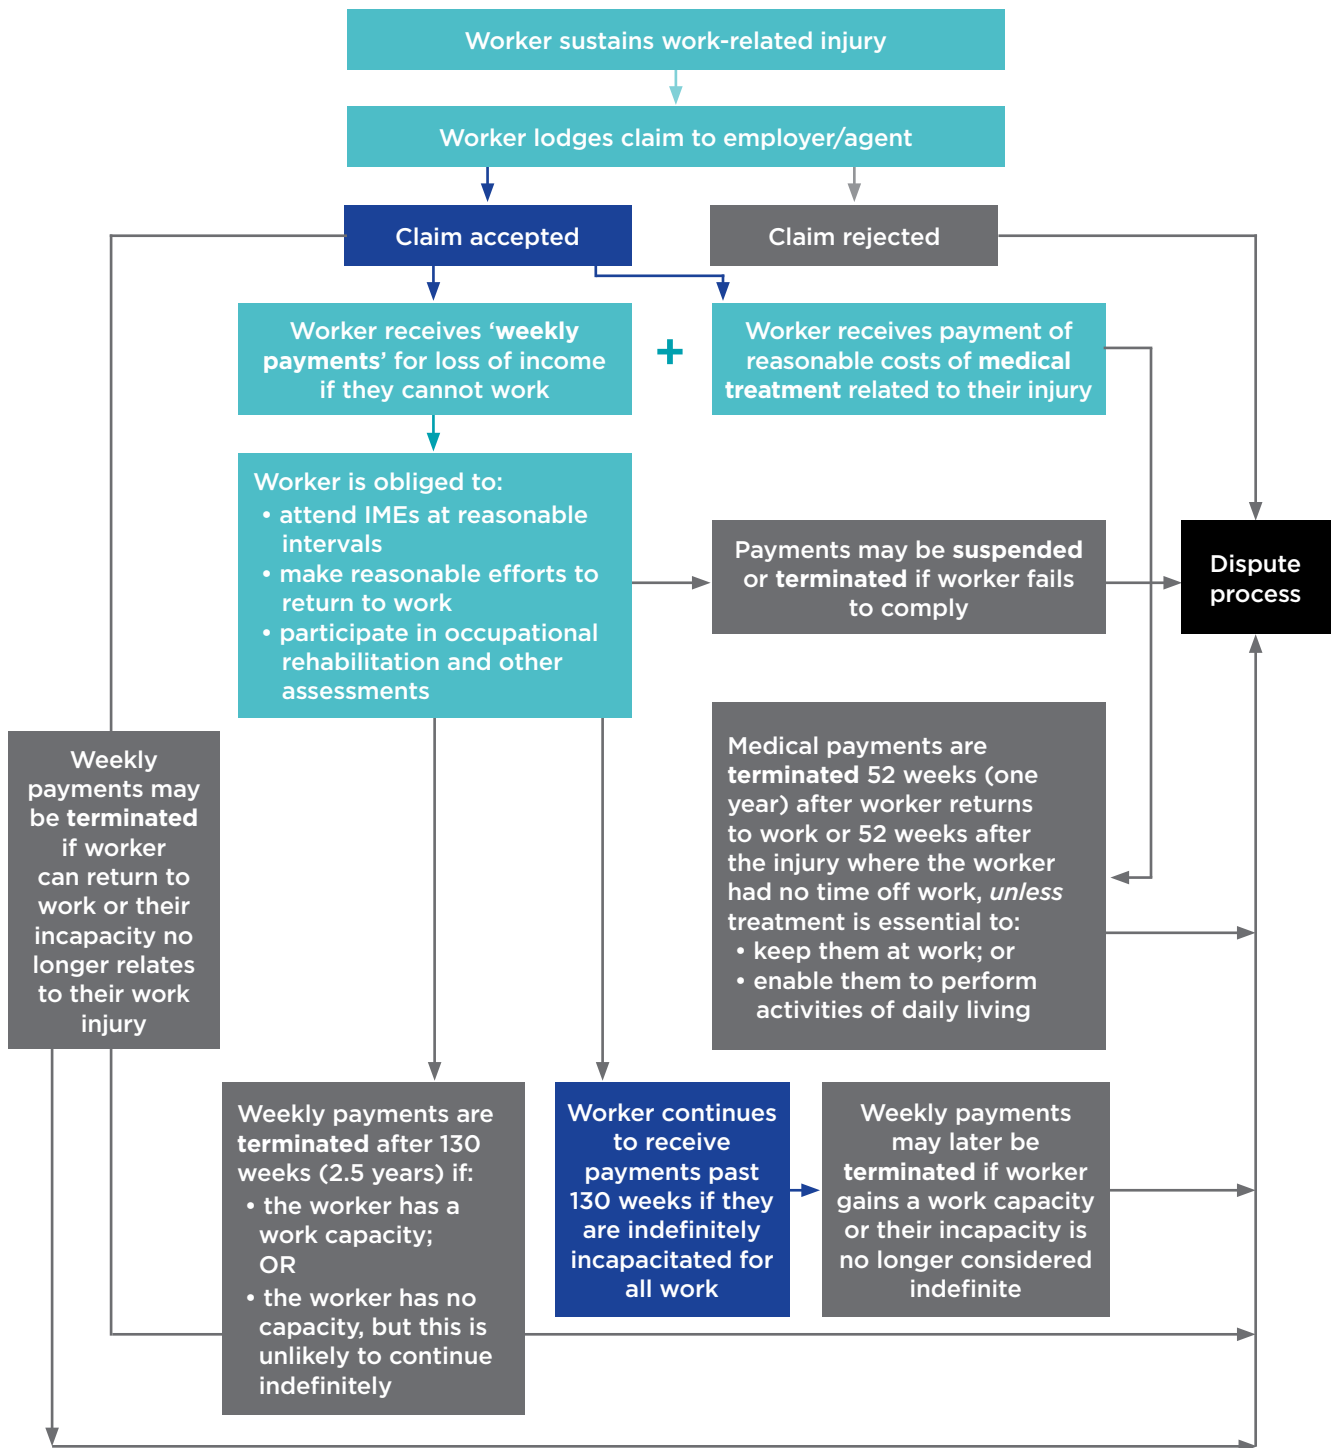 Worker sustains work-related injury
Worker lodges claim to employer/agent
Claim accepted
Claim rejected
Worker receives ‘weekly
payments’ for loss of income
if they cannot work
+
Worker receives payment of
reasonable costs of medical
treatment related to their injury
Worker is obliged to:
• attend IMEs at reasonable
intervals
• make reasonable efforts to
return to work
• participate in occupational
rehabilitation and other
assessments
Payments may be suspended
or terminated if worker fails
to comply
Dispute
process
Weekly
payments may
be terminated
if worker
can return to
work or their
incapacity no
longer relates
to their work
injury
Medical payments are
terminated 52 weeks (one
year) after worker returns
to work or 52 weeks after
the injury where the worker
had no time off work, unless
treatment is essential to:
• keep them at work; or
• enable them to perform
activities of daily living
Weekly payments are
terminated after 130
weeks (2.5 years) if:
• the worker has a
work capacity;
OR
• the worker has no
capacity, but this is
unlikely to continue
indefinitely
Worker continues
to receive
payments past
130 weeks if they
are indefinitely
incapacitated for
all work
Weekly payments
may later be
terminated if worker
gains a work capacity
or their incapacity is
no longer considered
indefinite